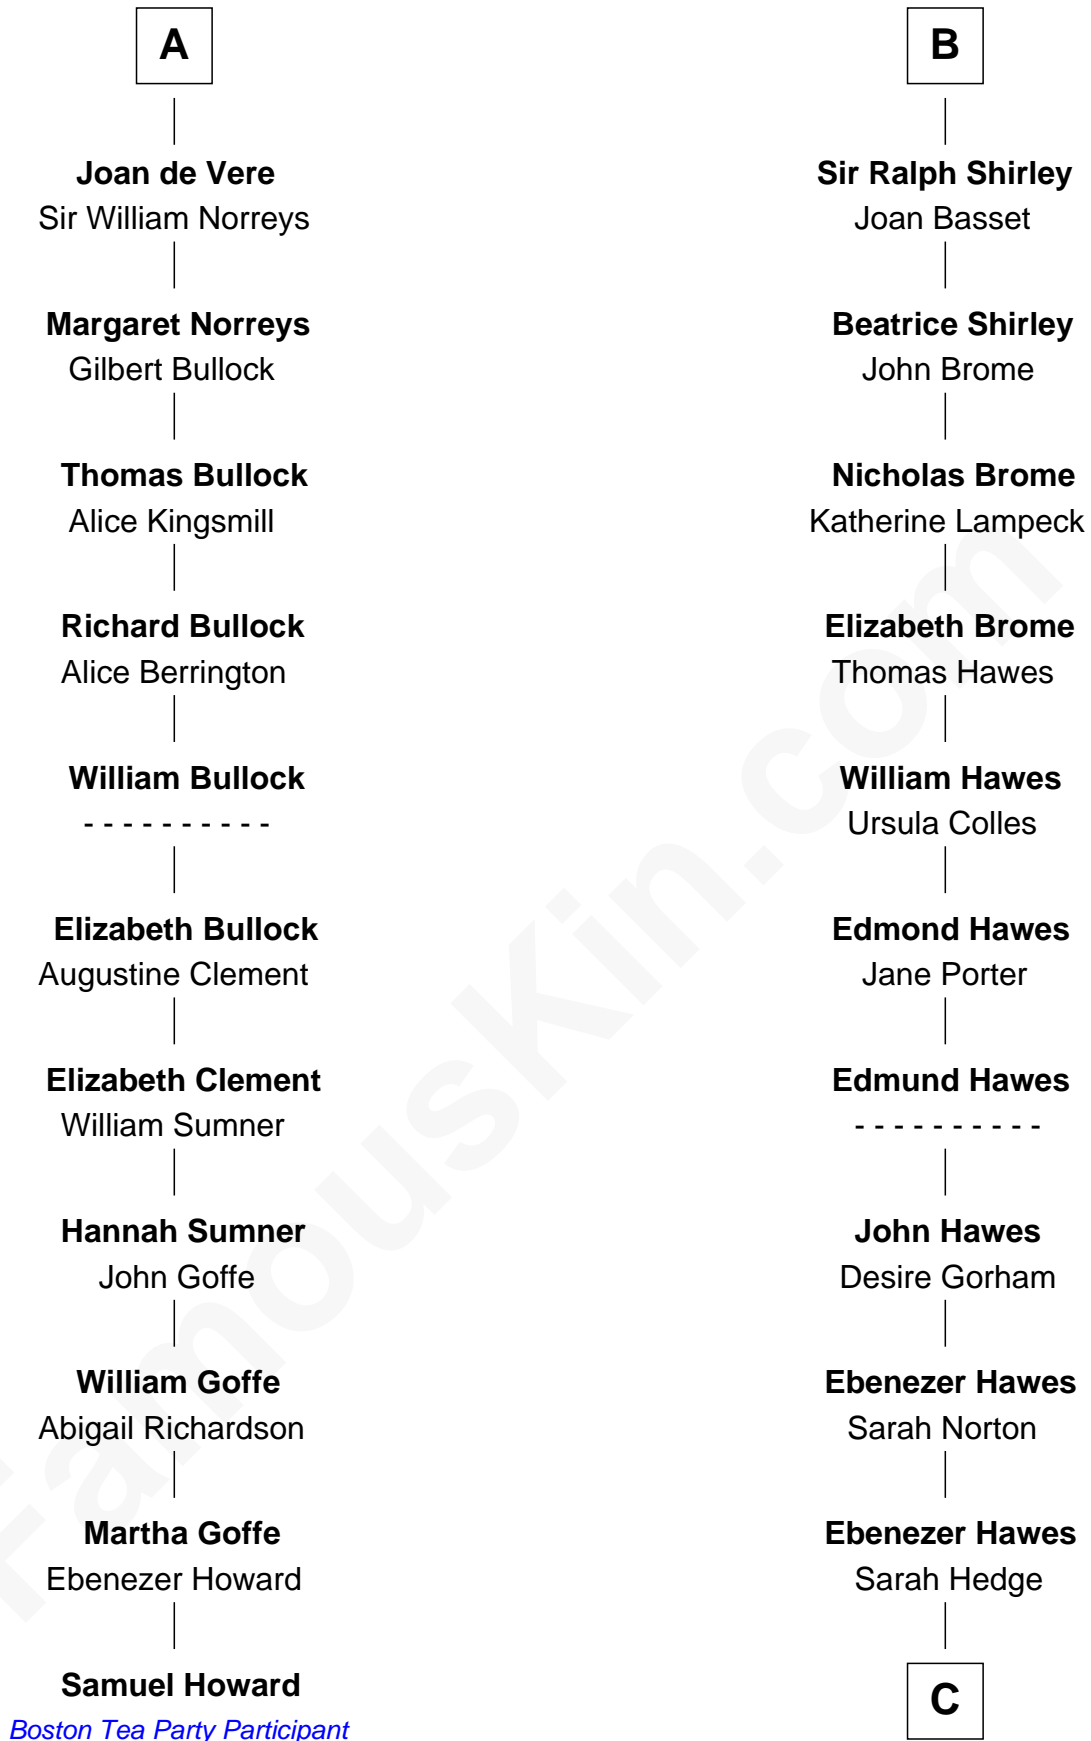 A
Joan de Vere
Sir William Norreys
Margaret Norreys
Gilbert Bullock
Thomas Bullock
Alice Kingsmill
Richard Bullock
Alice Berrington
William Bullock
- - - - - - - - - -
Elizabeth Bullock
Augustine Clement
Elizabeth Clement
William Sumner
Hannah Sumner
John Goffe
William Goffe
Abigail Richardson
Martha Goffe
Ebenezer Howard
Samuel Howard
Boston Tea Party Participant
B
Sir Ralph Shirley
Joan Basset
Beatrice Shirley
John Brome
Nicholas Brome
Katherine Lampeck
Elizabeth Brome
Thomas Hawes
William Hawes
Ursula Colles
Edmond Hawes
Jane Porter
Edmund Hawes
- - - - - - - - - -
John Hawes
Desire Gorham
Ebenezer Hawes
Sarah Norton
Ebenezer Hawes
Sarah Hedge
C
FamousKin.com